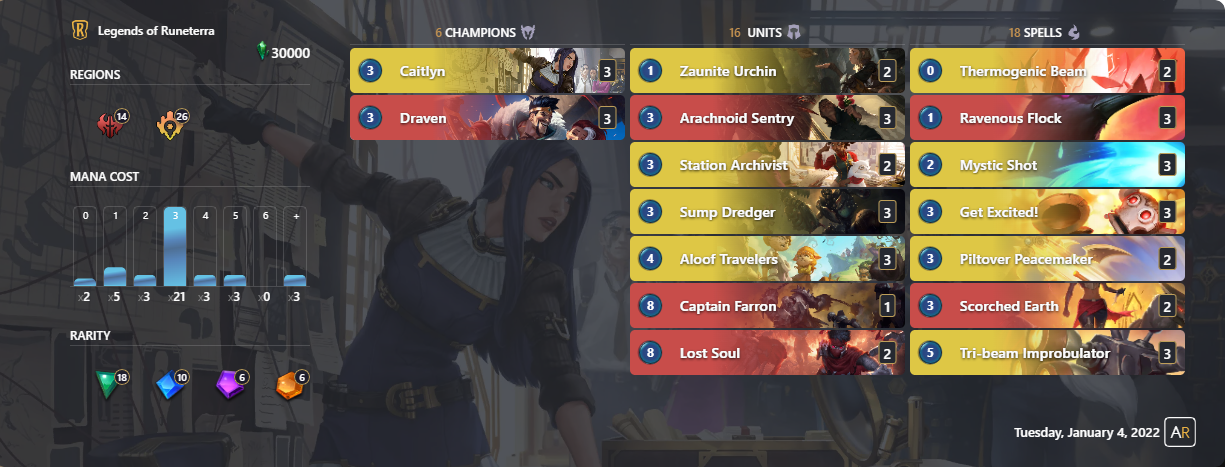 Legends of Runeterra
30000
REGIONS
14
26
MANA COST
0 1 2 3 4 5 6 +
x2 x5 x3 x21 x3 x3 x0 x3
RARITY
18 10 6 6
6 CHAMPIONS
3 Caitlyn 3
3 Draven 3
16 UNITS
1 Zaunite Urchin 2
3 Arachnoid Sentry 3
3 Station Archivist 2
3 Sump Dredger 3
4 Aloof Travelers 3
8 Captain Farron 1
8 Lost Soul 2
18 SPELLS
0 Thermogenic Beam 2
1 Ravenous Flock 3
2 Mystic Shot 3
3 Get Excited! 3
3 Piltover Peacemaker 2
3 Scorched Earth 2
5 Tri-beam Improbulator 3
Tuesday, January 4, 2022 AR